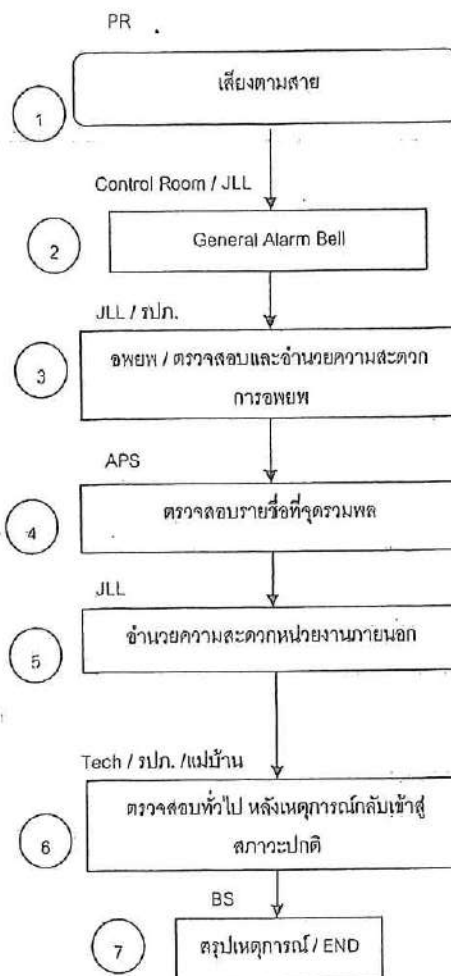 PR
เสียงตามสาย
1
Control Room / JLL
General Alarm Bell
2
JLL / รปภ.
อพยพ / ตรวจสอบและอำนวยความสะดวก
การอพยพ
3
APS
ตรวจสอบรายชื่อที่จุดรวมพล
4
JLL
อำนวยความสะดวกหน่วยงานภายนอก
5
Tech / รปภ. /แม่บ้าน
ตรวจสอบทั่วไป หลังเหตุการณ์กลับเข้าสู่
สภาวะปกติ
6
BS
สรุปเหตุการณ์ / END
7